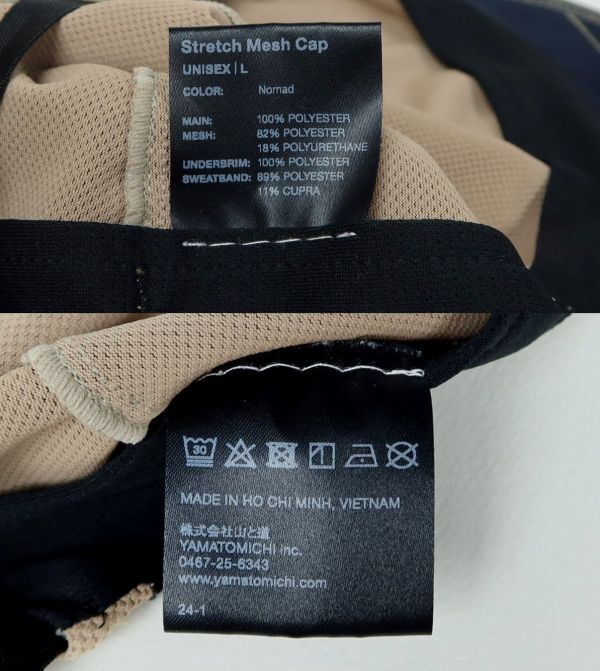 Stretch Mesh Cap
UNISEX | L
COLOR: Nomad
MAIN: 100% POLYESTER
MESH: 82% POLYESTER
18% POLYURETHANE
UNDERBRIM: 100% POLYESTER
SWEATBAND: 89% POLYESTER
11% CUPRA
30
MADE IN HO CHI MINH, VIETNAM
株式会社山と道
YAMATOMICHI inc.
0467-25-6343
www.yamatomichi.com
24-1